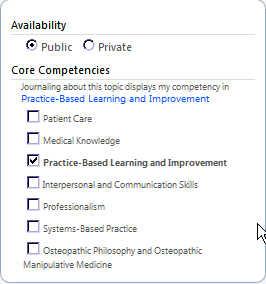 Availability
Public Private
Core Competencies
Journaling about this topic displays my competency in
Practice-Based Learning and Improvement
Patient Care
Medical Knowledge
Practice-Based Learning and Improvement
Interpersonal and Communication Skills
Professionalism
Systems-Based Practice
Osteopathic Philosophy and Osteopathic
Manipulative Medicine